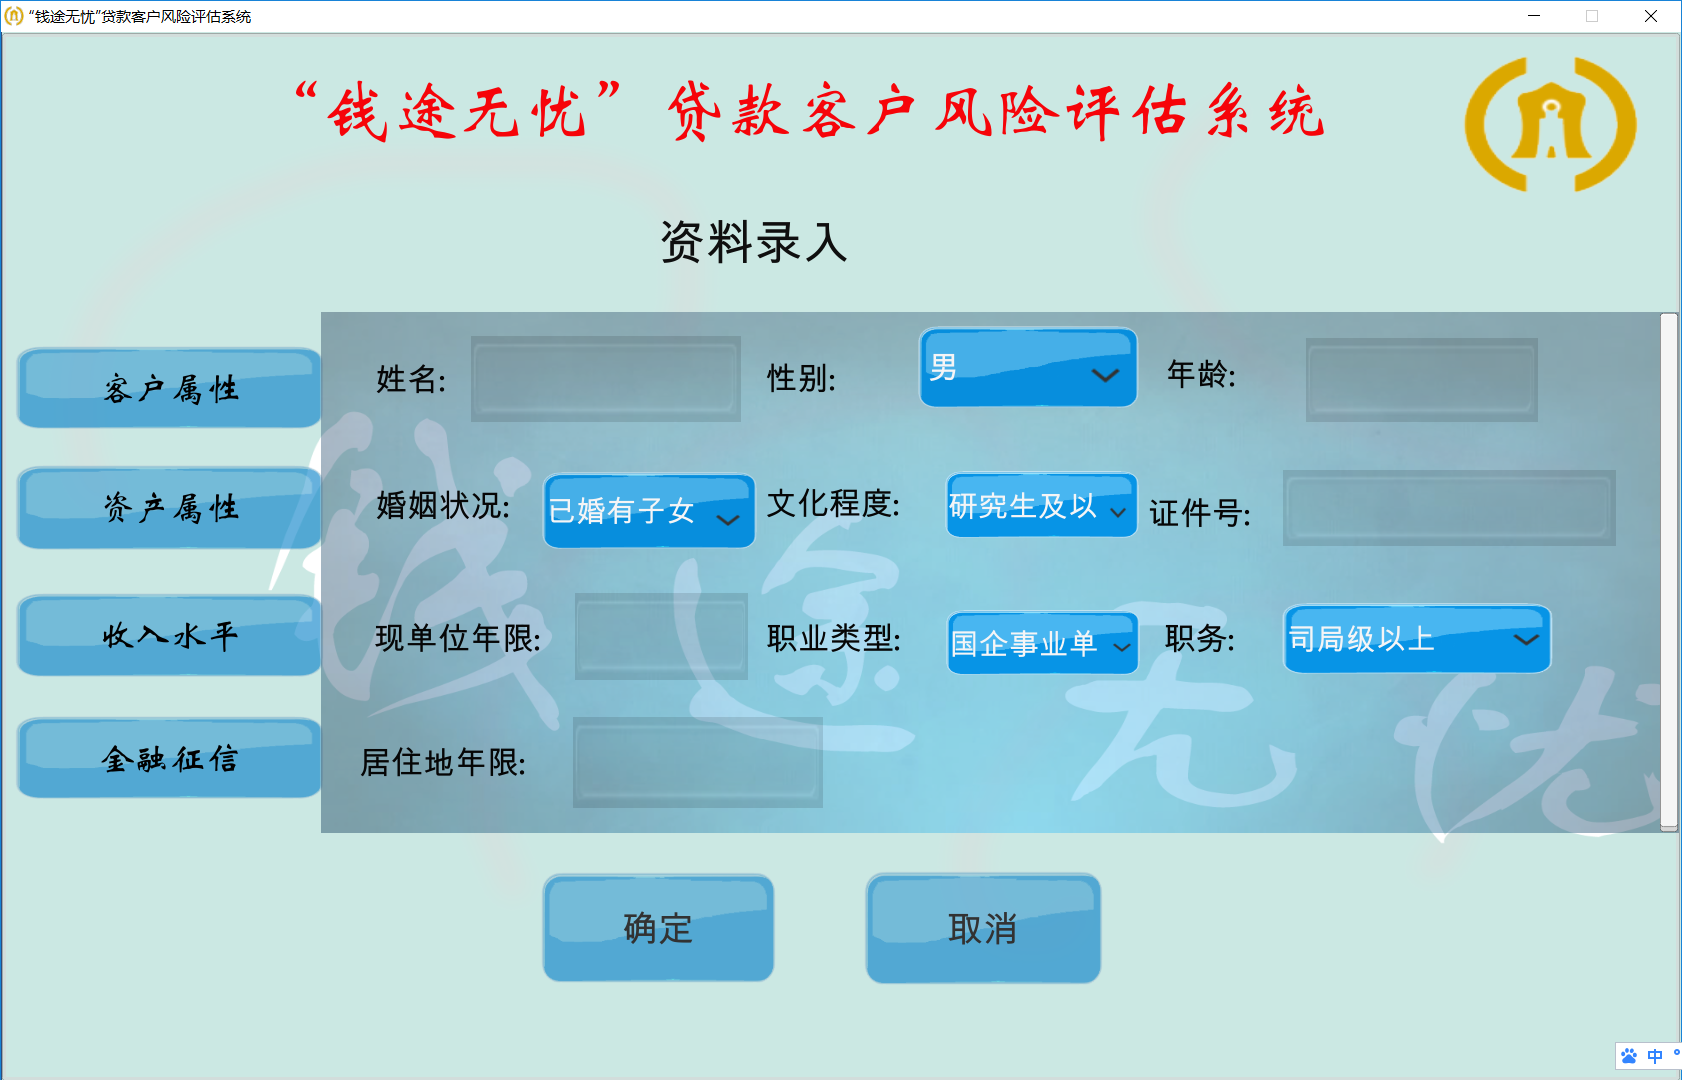 “钱途无忧”贷款客户风险评估系统
“钱途无忧”贷款客户风险评估系统
资料录入
客户属性
资产属性
收入水平
金融征信
姓名:
性别:
男
年龄:
婚姻状况:
已婚有子女
文化程度:
研究生及以
证件号:
现单位年限:
职业类型:
国企事业单
职务:
司局级以上
居住地年限:
钱途无忧
确定
取消
中